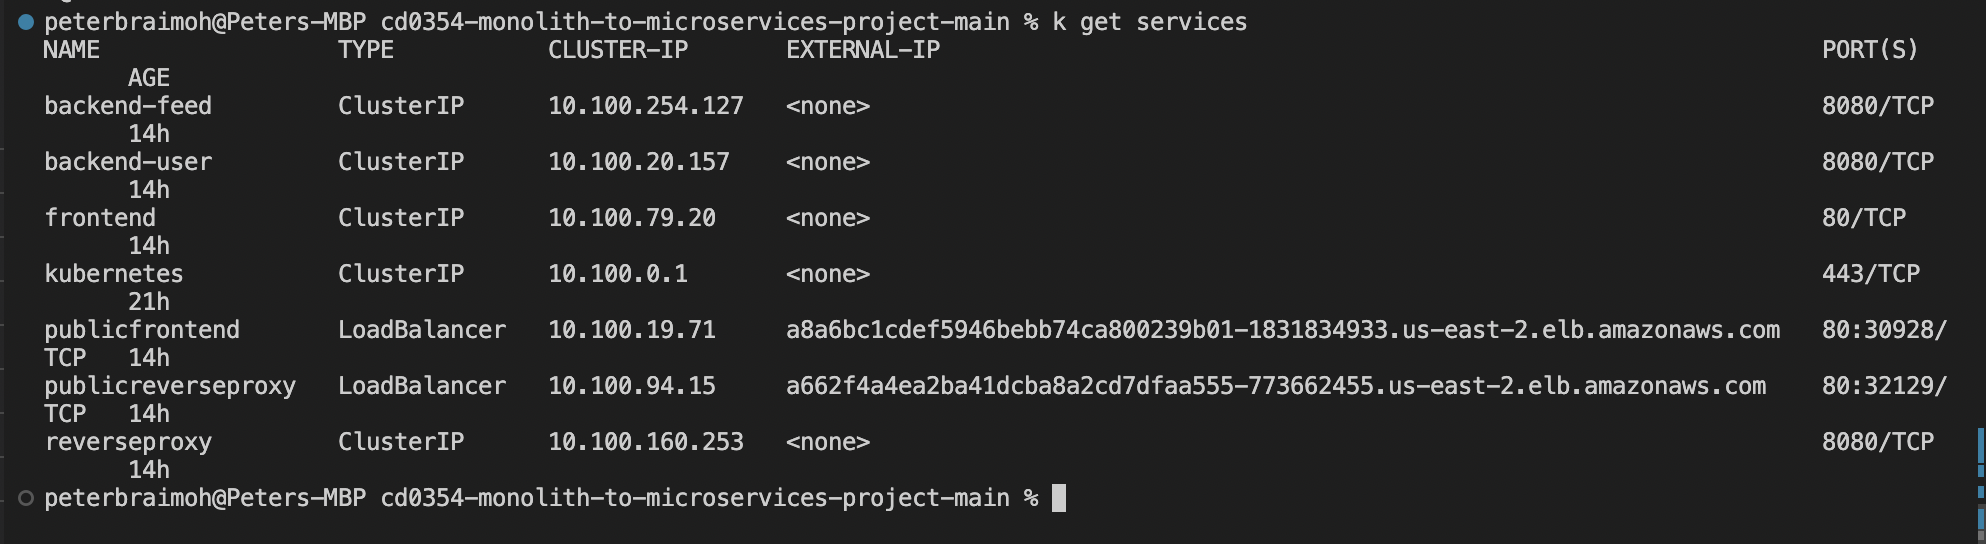 peterbraimoh@Peters-MBP cd0354-monolith-to-microservices-project-main % k get services
NAME TYPE CLUSTER-IP EXTERNAL-IP PORT(S)
AGE
backend-feed ClusterIP 10.100.254.127 <none> 8080/TCP
14h
backend-user ClusterIP 10.100.20.157 <none> 8080/TCP
14h
frontend ClusterIP 10.100.79.20 <none> 80/TCP
14h
kubernetes ClusterIP 10.100.0.1 <none> 443/TCP
21h
publicfrontend LoadBalancer 10.100.19.71 a8a6bc1cdef5946bebb74ca800239b01-1831834933.us-east-2.elb.amazonaws.com 80:30928/
TCP 14h
publicreverseproxy LoadBalancer 10.100.94.15 a662f4a4ea2ba41dcba8a2cd7dfaa555-773662455.us-east-2.elb.amazonaws.com 80:32129/
TCP 14h
reverseproxy ClusterIP 10.100.160.253 <none> 8080/TCP
14h
peterbraimoh@Peters-MBP cd0354-monolith-to-microservices-project-main %